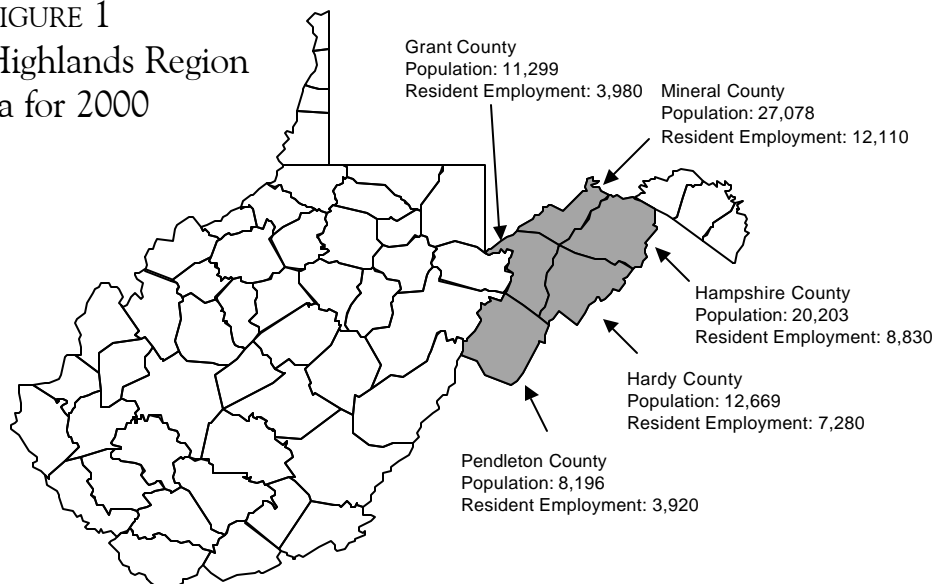 IGURE 1
Highlands Region
a for 2000
Grant County
Population: 11,299
Resident Employment: 3,980
Mineral County
Population: 27,078
Resident Employment: 12,110
Hampshire County
Population: 20,203
Resident Employment: 8,830
Hardy County
Population: 12,669
Resident Employment: 7,280
Pendleton County
Population: 8,196
Resident Employment: 3,920